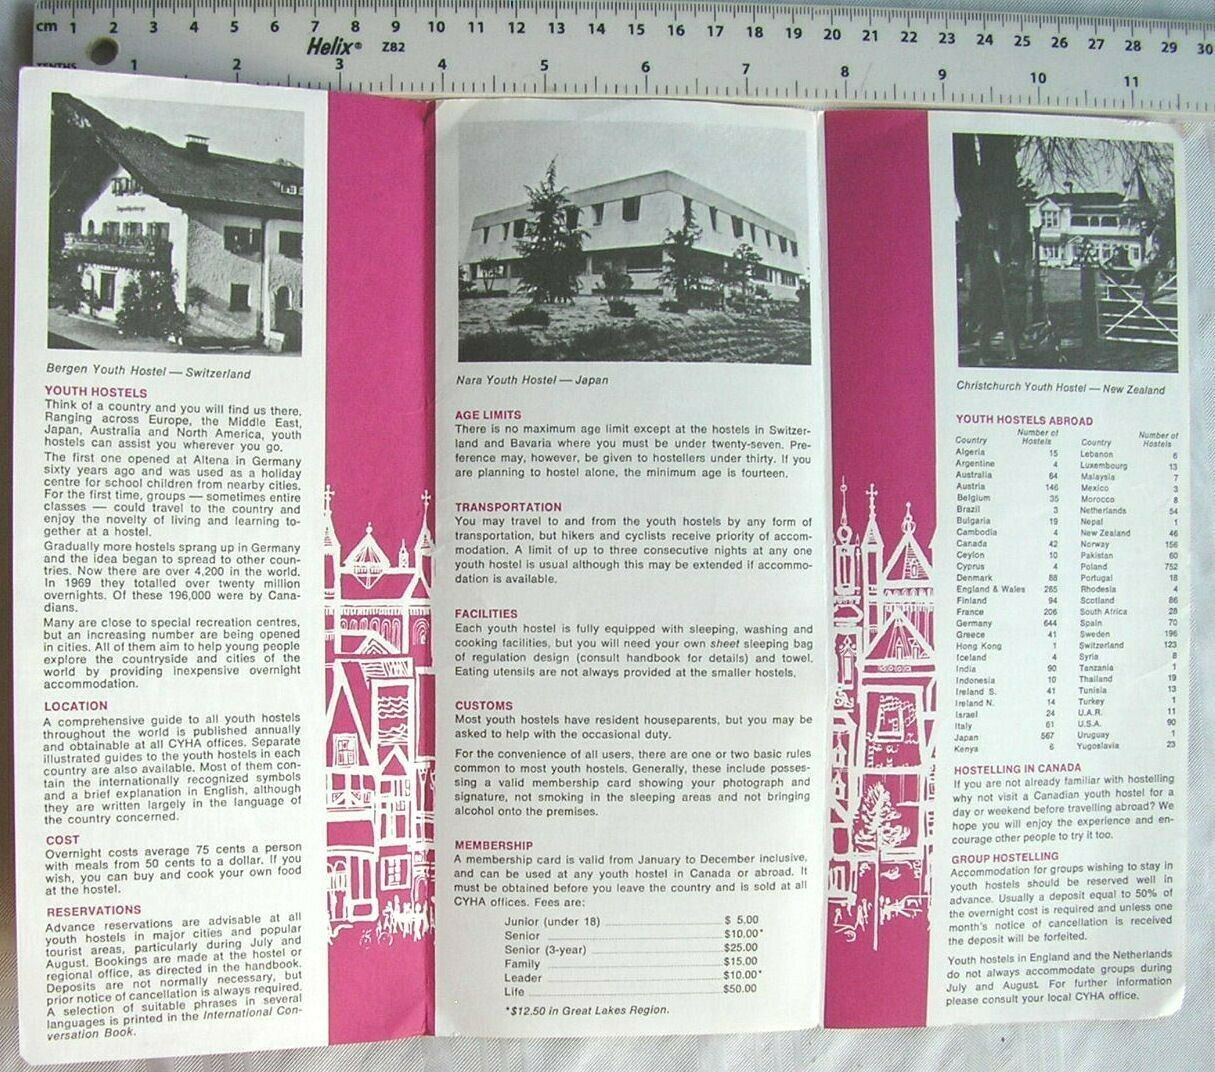 cm 1 2 3 4 5 6 7 8 9 10 11 12 13 14 15 16 17 18 19 20 21 22 23 24 25 26 27 28 29 30
Helix® Z82
TENTHS 1 2 3 4 5 6 7 8 9 10 11
Bergen Youth Hostel — Switzerland
YOUTH HOSTELS
Think of a country and you will find us there.
Ranging across Europe, the Middle East,
Japan, Australia and North America, youth
hostels can assist you wherever you go.
The first one opened at Altena in Germany
sixty years ago and was used as a holiday
centre for school children from nearby cities.
For the first time, groups — sometimes entire
classes — could travel to the country and
enjoy the novelty of living and learning to-
gether at a hostel.
Gradually more hostels sprang up in Germany
and the idea began to spread to other coun-
tries. Now there are over 4,200 in the world.
In 1969 they totalled over twenty million
overnights. Of these 196,000 were by Cana-
dians.
Many are close to special recreation centres,
but an increasing number are being opened
in cities. All of them aim to help young people
explore the countryside and cities of the
world by providing inexpensive overnight
accommodation.
LOCATION
A comprehensive guide to all youth hostels
throughout the world is published annually
and obtainable at all CYHA offices. Separate
illustrated guides to the youth hostels in each
country are also available. Most of them con-
tain the internationally recognized symbols
and a brief explanation in English, although
they are written largely in the language of
the country concerned.
COST
Overnight costs average 75 cents a person
with meals from 50 cents to a dollar. If you
wish, you can buy and cook your own food
at the hostel.
RESERVATIONS
Advance reservations are advisable at all
youth hostels in major cities and popular
tourist areas, particularly during July and
August. Bookings are made at the hostel or
regional office, as directed in the handbook.
Deposits are not normally necessary, but
prior notice of cancellation is always required.
A selection of suitable phrases in several
languages is printed in the International Con-
versation Book.
Nara Youth Hostel — Japan
AGE LIMITS
There is no maximum age limit except at the hostels in Switzer-
land and Bavaria where you must be under twenty-seven. Pre-
ference may, however, be given to hostellers under thirty. If you
are planning to hostel alone, the minimum age is fourteen.
TRANSPORTATION
You may travel to and from the youth hostels by any form of
transportation, but hikers and cyclists receive priority of accom-
modation. A limit of up to three consecutive nights at any one
youth hostel is usual although this may be extended if accommo-
dation is available.
FACILITIES
Each youth hostel is fully equipped with sleeping, washing and
cooking facilities, but you will need your own sheet sleeping bag
of regulation design (consult handbook for details) and towel.
Eating utensils are not always provided at the smaller hostels.
CUSTOMS
Most youth hostels have resident houseparents, but you may be
asked to help with the occasional duty.
For the convenience of all users, there are one or two basic rules
common to most youth hostels. Generally, these include posses-
sing a valid membership card showing your photograph and
signature, not smoking in the sleeping areas and not bringing
alcohol onto the premises.
MEMBERSHIP
A membership card is valid from January to December inclusive,
and can be used at any youth hostel in Canada or abroad. It
must be obtained before you leave the country and is sold at all
CYHA offices. Fees are:
Junior (under 18) $ 5.00
Senior $10.00*
Senior (3-year) $25.00
Family $15.00
Leader $10.00*
Life $50.00
*$12.50 in Great Lakes Region.
Christchurch Youth Hostel — New Zealand
YOUTH HOSTELS ABROAD
Country Number of Hostels Country Number of Hostels
Algeria 15 Lebanon 6
Argentine 4 Luxembourg 13
Australia 64 Malaysia 7
Austria 146 Mexico 3
Belgium 35 Morocco 8
Brazil 3 Netherlands 54
Bulgaria 19 Nepal 1
Cambodia 4 New Zealand 46
Canada 42 Norway 156
Ceylon 10 Pakistan 60
Cyprus 4 Poland 752
Denmark 88 Portugal 18
England & Wales 265 Rhodesia 4
Finland 94 Scotland 86
France 206 South Africa 28
Germany 644 Spain 70
Greece 41 Sweden 196
Hong Kong 1 Switzerland 123
Iceland 4 Syria 8
India 90 Tanzania 1
Indonesia 10 Thailand 19
Ireland S. 41 Tunisia 13
Ireland N. 14 Turkey 1
Israel 24 U.A.R. 11
Italy 61 U.S.A. 90
Japan 567 Uruguay 1
Kenya 6 Yugoslavia 23
HOSTELLING IN CANADA
If you are not already familiar with hostelling
why not visit a Canadian youth hostel for a
day or weekend before travelling abroad? We
hope you will enjoy the experience and en-
courage other people to try it too.
GROUP HOSTELLING
Accommodation for groups wishing to stay in
youth hostels should be reserved well in
advance. Usually a deposit equal to 50% of
the overnight cost is required and unless one
month's notice of cancellation is received
the deposit will be forfeited.
Youth hostels in England and the Netherlands
do not always accommodate groups during
July and August. For further information
please consult your local CYHA office.